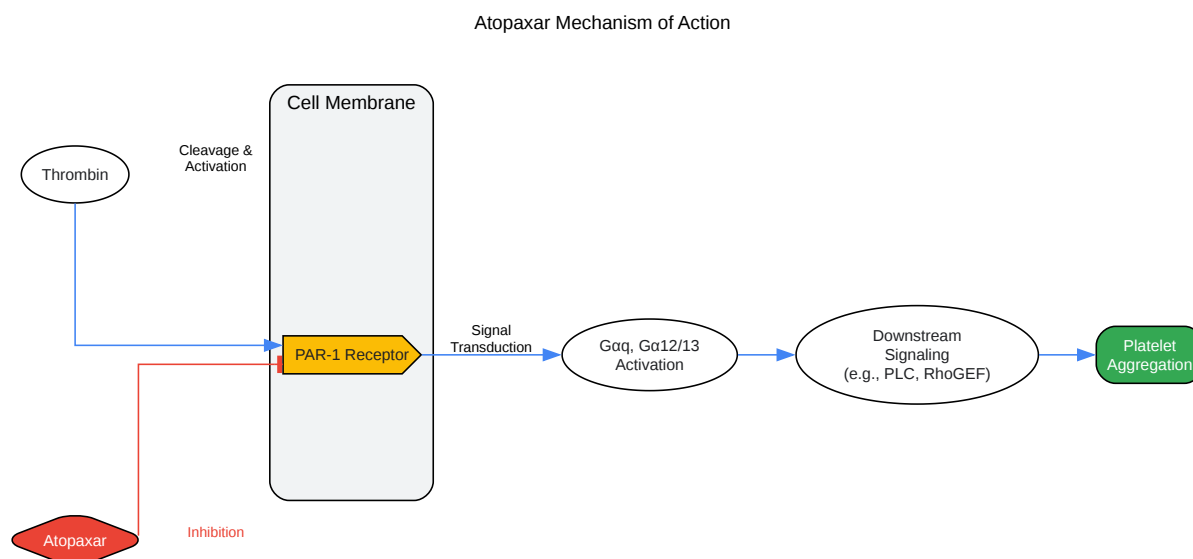 Atopaxar Mechanism of Action
Cell Membrane
Cleavage &
Activation
Thrombin
PAR-1 Receptor
Signal
Transduction
Gαq, Gα12/13
Activation
Downstream
Signaling
(e.g., PLC, RhoGEF)
Platelet
Aggregation
Atopaxar
Inhibition